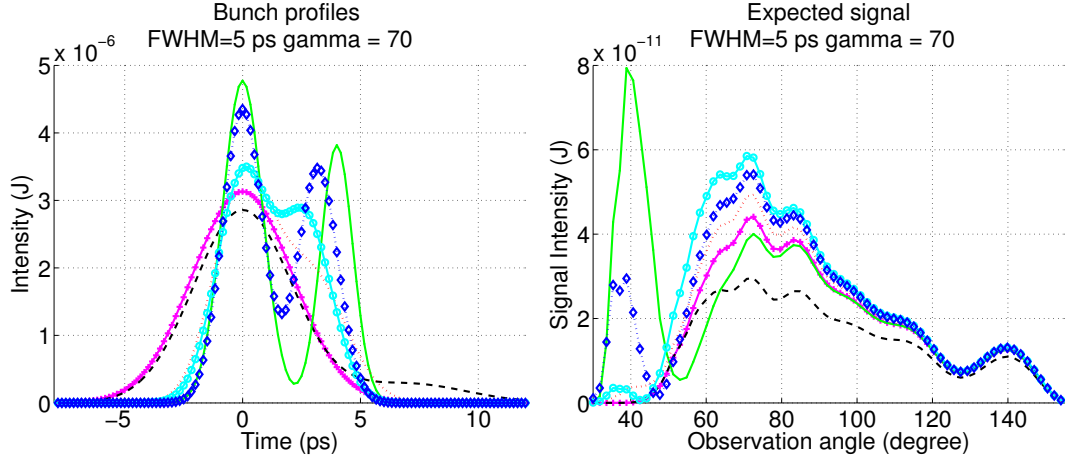 Bunch profiles
FWHM=5 ps gamma = 70
x 10⁻⁶
5
4
3
2
1
0
Intensity (J)
−5 0 5 10
Time (ps)
Expected signal
FWHM=5 ps gamma = 70
x 10⁻¹¹
8
6
4
2
0
Signal Intensity (J)
40 60 80 100 120 140
Observation angle (degree)